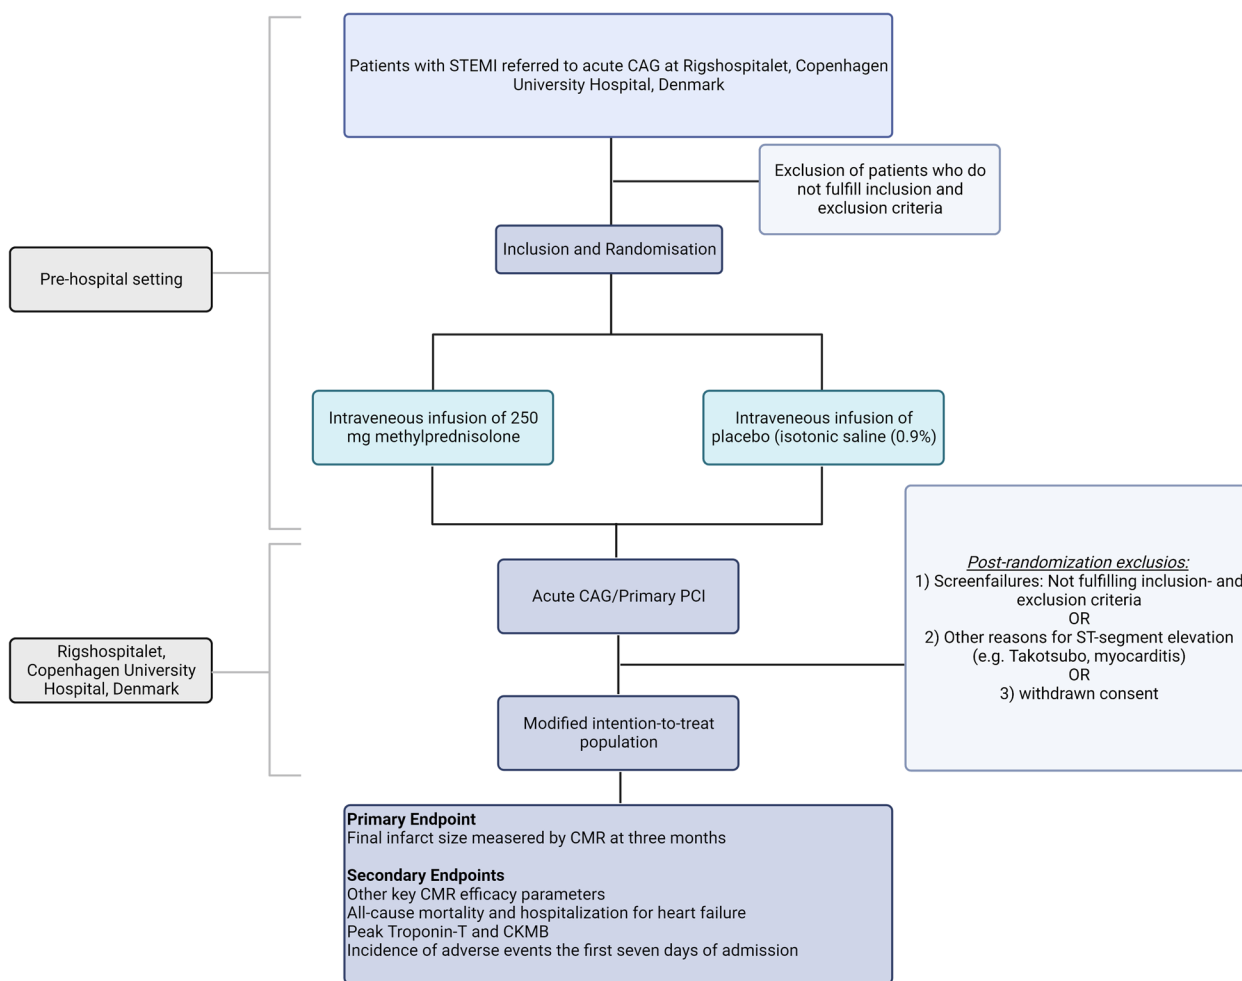 Patients with STEMI referred to acute CAG at Rigshospitalet, Copenhagen
University Hospital, Denmark
Exclusion of patients who do
not fulfill inclusion and
exclusion criteria
Inclusion and Randomisation
Pre-hospital setting
Intraveneous infusion of 250
mg methylprednisolone
Intraveneous infusion of
placebo (isotonic saline (0.9%)
Post-randomization exclusios:
1) Screenfailures: Not fulfilling inclusion- and
exclusion criteria
OR
2) Other reasons for ST-segment elevation
(e.g. Takotsubo, myocarditis)
OR
3) withdrawn consent
Acute CAG/Primary PCI
Rigshospitalet,
Copenhagen University
Hospital, Denmark
Modified intention-to-treat
population
Primary Endpoint
Final infarct size measered by CMR at three months
Secondary Endpoints
Other key CMR efficacy parameters
All-cause mortality and hospitalization for heart failure
Peak Troponin-T and CKMB
Incidence of adverse events the first seven days of admission